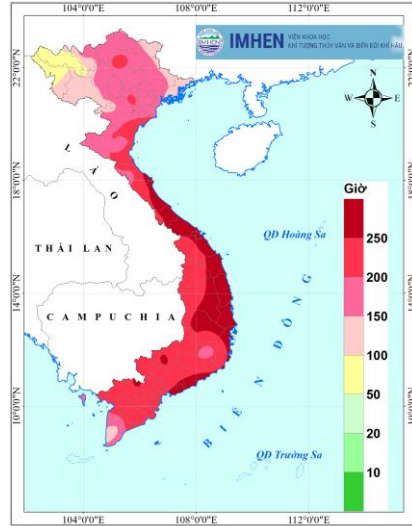 104°0'0"E 108°0'0"E 112°0'0"E
IMHEN
VIỆN KHOA HỌC
KHÍ TƯỢNG THỦY VĂN VÀ BIẾN ĐỔI KHÍ HẬU
22°0'0"N
N
W E
S
LÀO
18°0'0"N
Giờ
QĐ Hoàng Sa
THÁI LAN
250
200
14°0'0"N
CAMPUCHIA
150
BIỂN ĐÔNG
100
50
10°0'0"N
20
QĐ Trường Sa
10
104°0'0"E 108°0'0"E 112°0'0"E